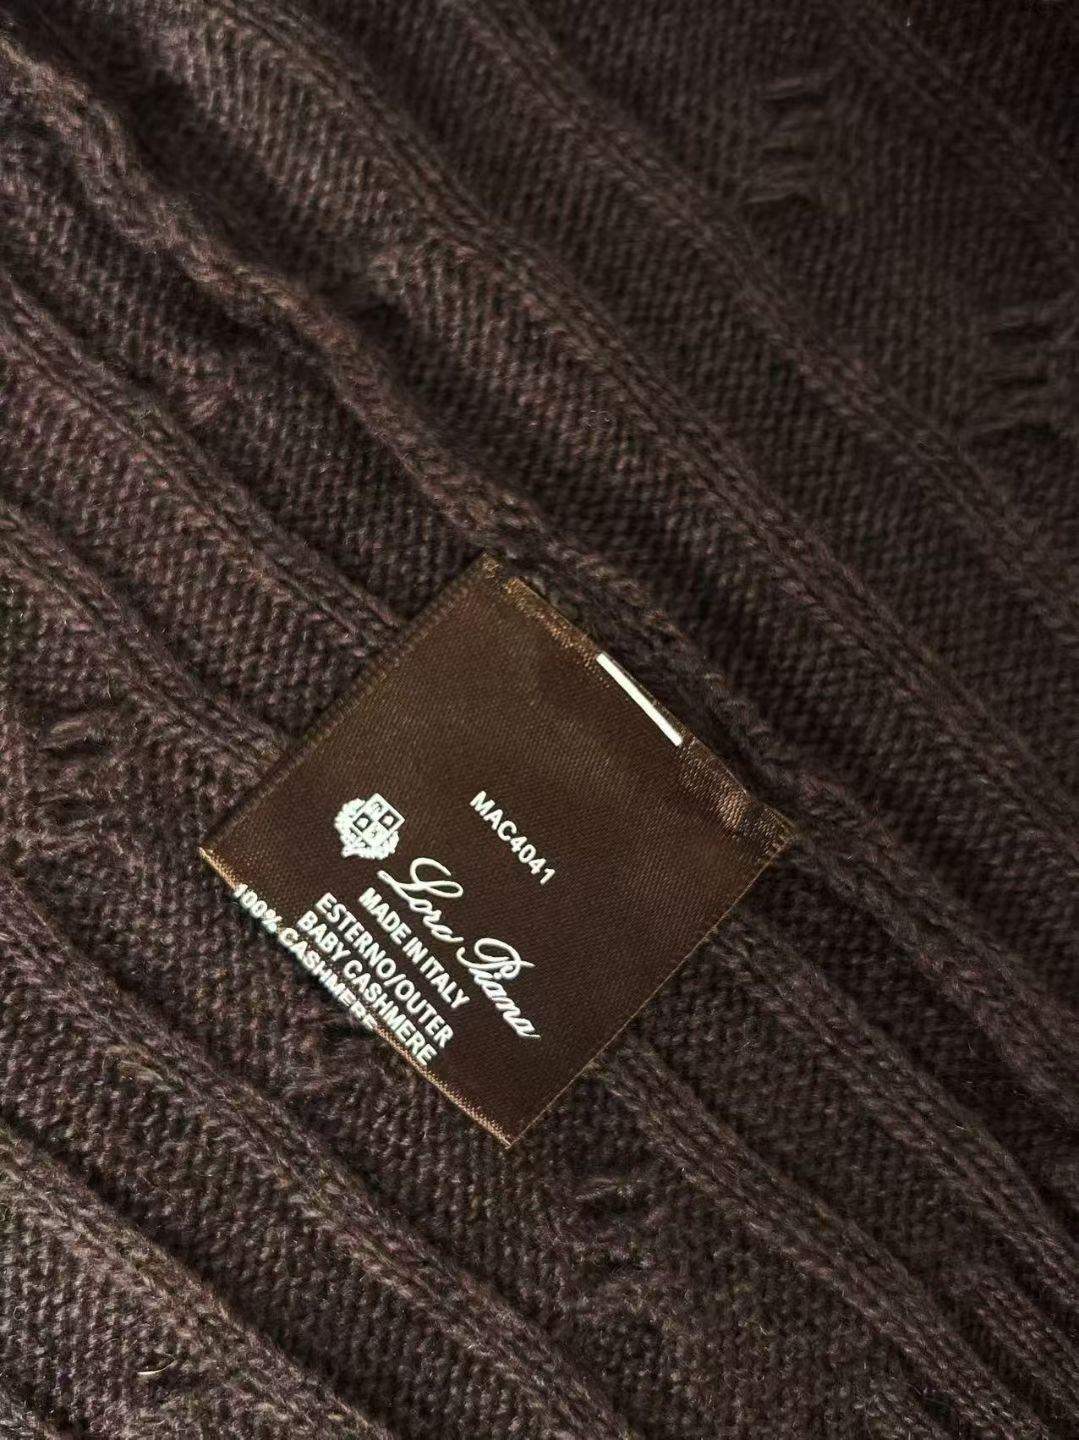 MAC4041
Loro Piana
MADE IN ITALY
ESTERNO/OUTER
BABY CASHMERE
100% CASHMERE